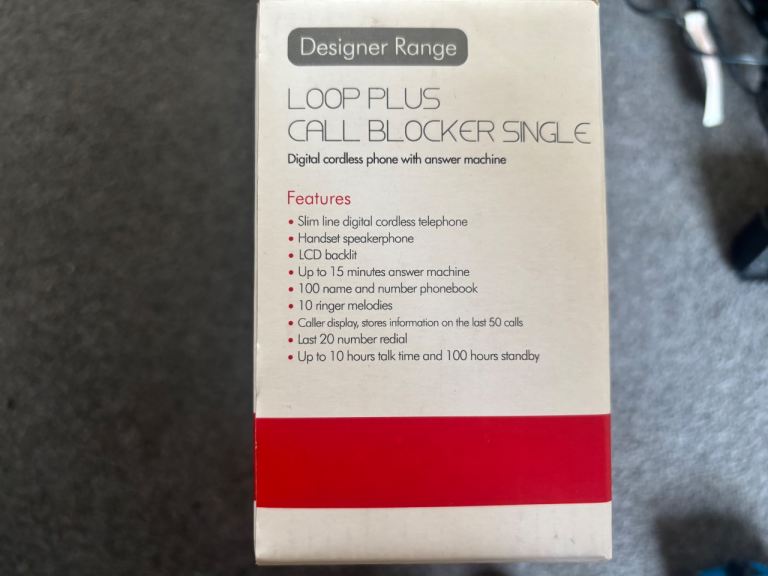 Designer Range
LOOP PLUS
CALL BLOCKER SINGLE
Digital cordless phone with answer machine
Features
• Slim line digital cordless telephone
• Handset speakerphone
• LCD backlit
• Up to 15 minutes answer machine
• 100 name and number phonebook
• 10 ringer melodies
• Caller display, stores information on the last 50 calls
• Last 20 number redial
• Up to 10 hours talk time and 100 hours standby